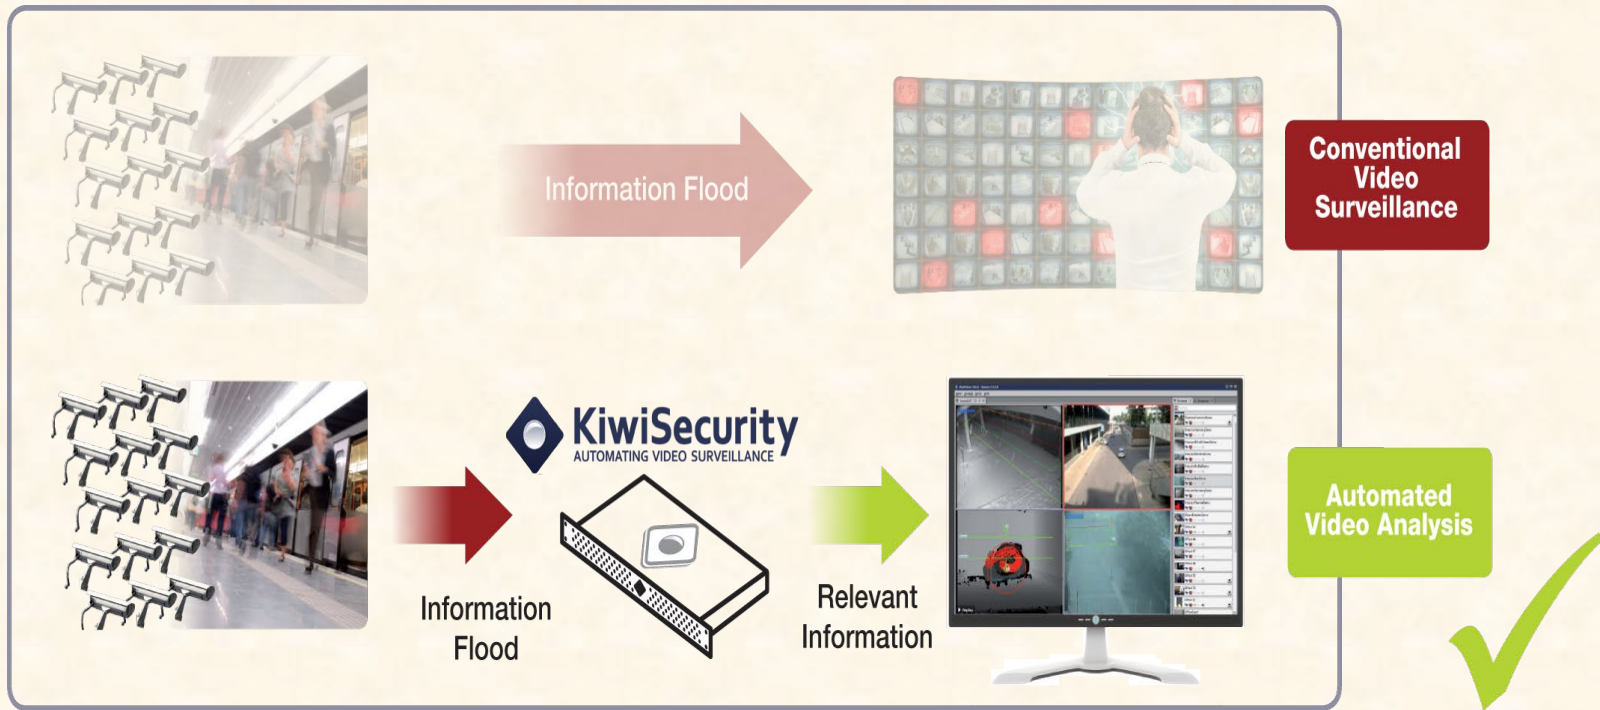 Information Flood
Conventional
Video
Surveillance
KiwiSecurity
AUTOMATING VIDEO SURVEILLANCE
Information
Flood
Relevant
Information
Automated
Video Analysis